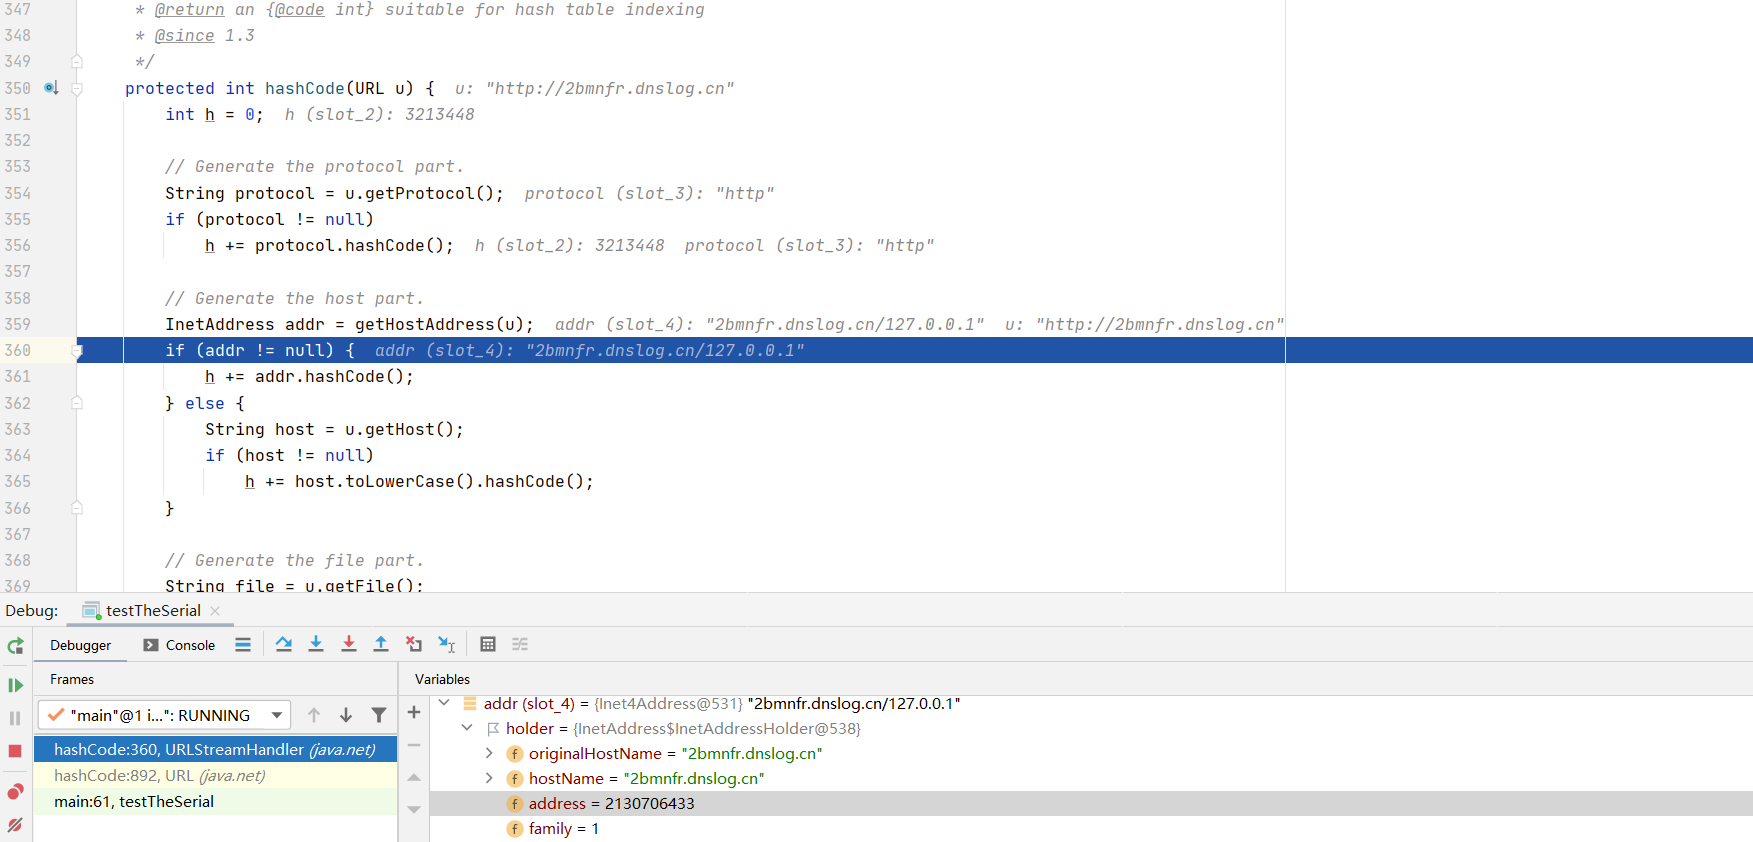 347 * @return an {@code int} suitable for hash table indexing
348 * @since 1.3
349 */
350 protected int hashCode(URL u) { u: "http://2bmnfr.dnslog.cn"
351 int h = 0; h (slot_2): 3213448
352
353 // Generate the protocol part.
354 String protocol = u.getProtocol(); protocol (slot_3): "http"
355 if (protocol != null)
356 h += protocol.hashCode(); h (slot_2): 3213448 protocol (slot_3): "http"
357
358 // Generate the host part.
359 InetAddress addr = getHostAddress(u); addr (slot_4): "2bmnfr.dnslog.cn/127.0.0.1" u: "http://2bmnfr.dnslog.cn"
360 if (addr != null) { addr (slot_4): "2bmnfr.dnslog.cn/127.0.0.1"
361 h += addr.hashCode();
362 } else {
363 String host = u.getHost();
364 if (host != null)
365 h += host.toLowerCase().hashCode();
366 }
367
368 // Generate the file part.
369 String file = u.getFile();
Debug: testTheSerial
Debugger Console
Frames
"main"@1 i...": RUNNING
hashCode:360, URLStreamHandler (java.net)
hashCode:892, URL (java.net)
main:61, testTheSerial
Variables
addr (slot_4) = {Inet4Address@531} "2bmnfr.dnslog.cn/127.0.0.1"
holder = {InetAddress$InetAddressHolder@538}
f originalHostName = "2bmnfr.dnslog.cn"
f hostName = "2bmnfr.dnslog.cn"
f address = 2130706433
f family = 1